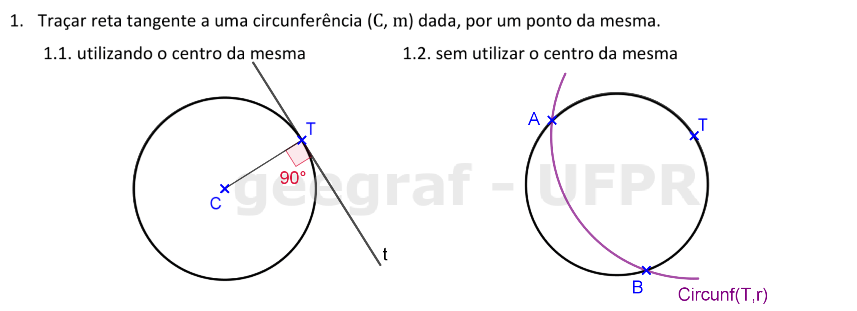 1. Traçar reta tangente a uma circunferência (C, m) dada, por um ponto da mesma.
1.1. utilizando o centro da mesma
1.2. sem utilizar o centro da mesma
T
90°
C
t
A
T
B
Circunf(T,r)
geegraf - UFPR